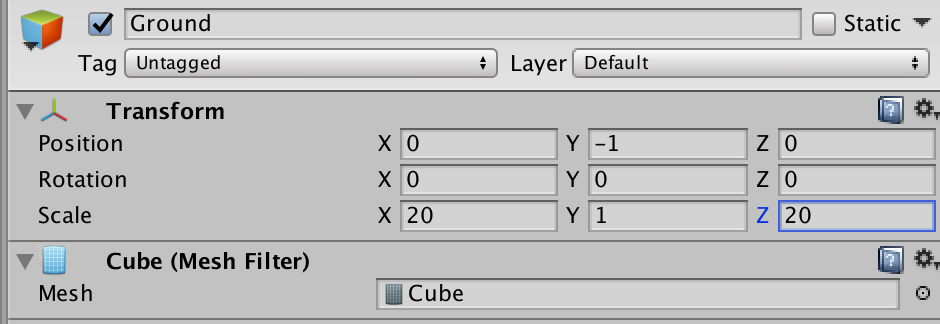 Ground Static
Tag Untagged Layer Default
Transform
Position X 0 Y -1 Z 0
Rotation X 0 Y 0 Z 0
Scale X 20 Y 1 Z 20
Cube (Mesh Filter)
Mesh Cube